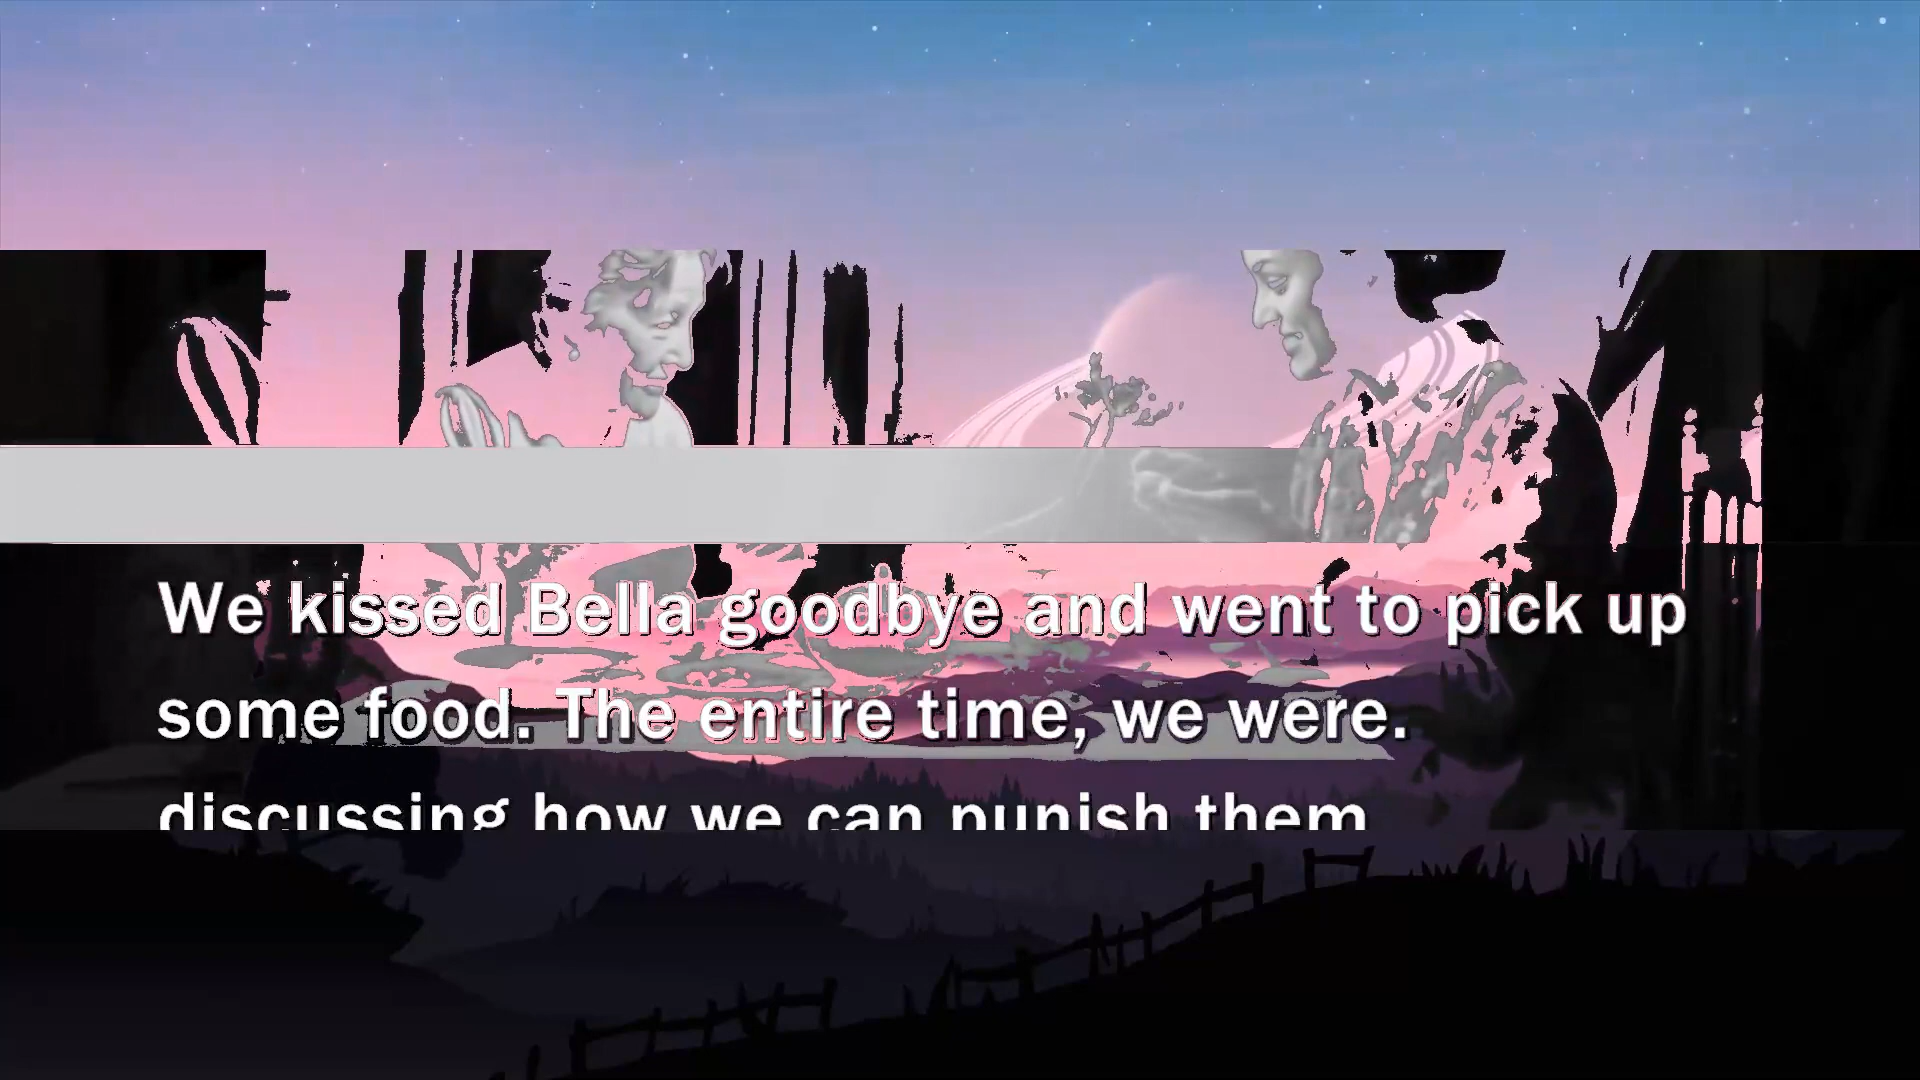 We kissed Bella goodbye and went to pick up
some food. The entire time, we were.
discussing how we can punish them